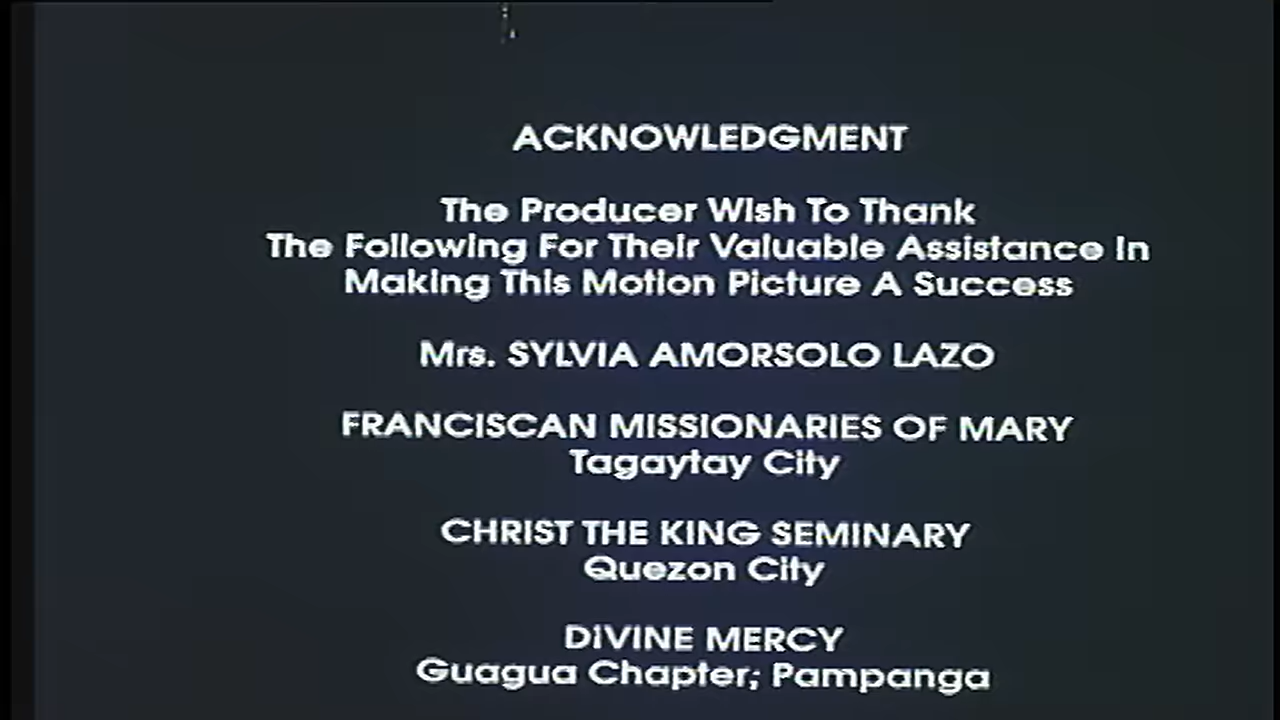 ACKNOWLEDGMENT
The Producer Wish To Thank
The Following For Their Valuable Assistance In
Making This Motion Picture A Success
Mrs. SYLVIA AMORSOLO LAZO
FRANCISCAN MISSIONARIES OF MARY
Tagaytay City
CHRIST THE KING SEMINARY
Quezon City
DIVINE MERCY
Guagua Chapter; Pampanga